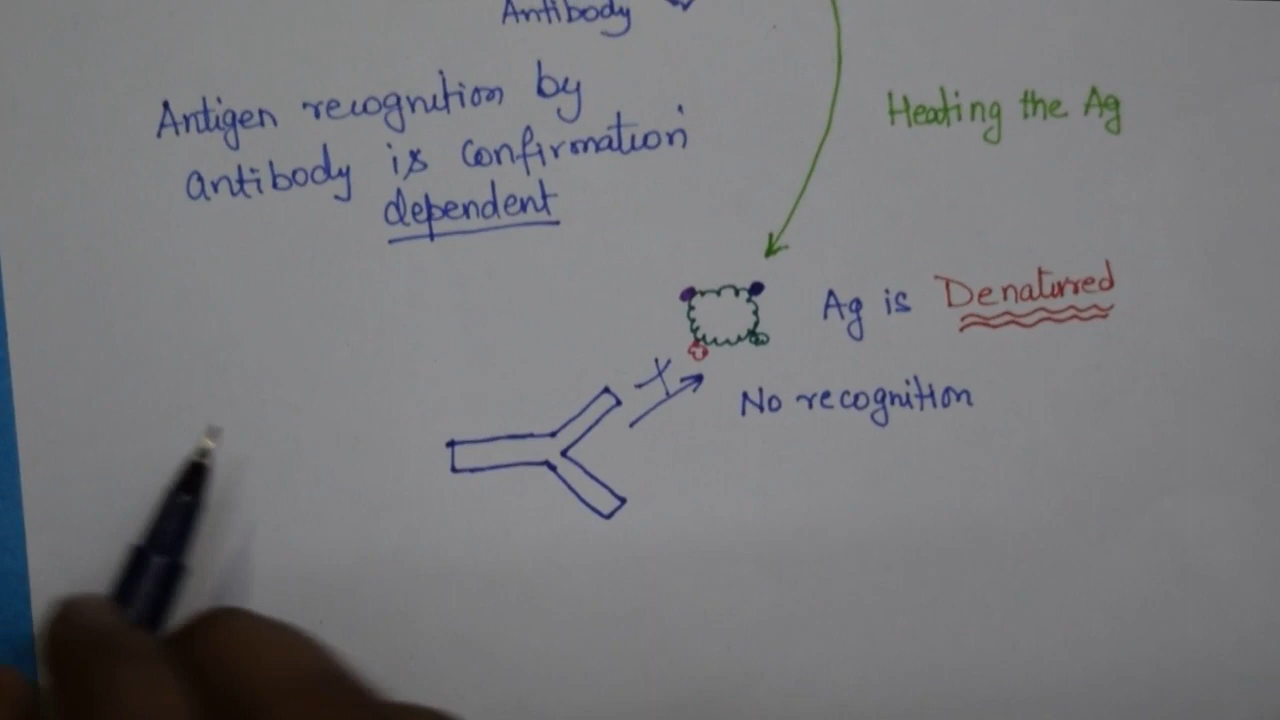 Antibody
Antigen recognition by
antibody is confirmation
dependent
Heating the Ag
Ag is Denatured
No recognition